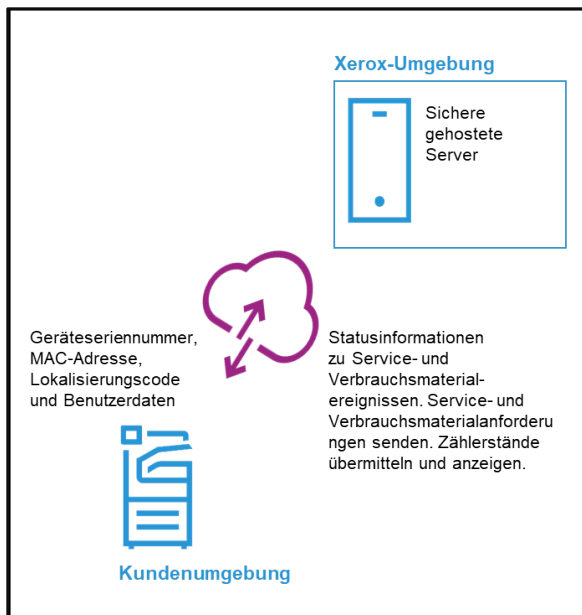 Xerox-Umgebung
Sichere
gehostete
Server
Geräteseriennummer,
MAC-Adresse,
Lokalisierungscode
und Benutzerdaten
Statusinformationen
zu Service- und
Verbrauchsmaterial-
ereignissen. Service- und
Verbrauchsmaterialanforderu
ngen senden. Zählerstände
übermitteln und anzeigen.
Kundenumgebung